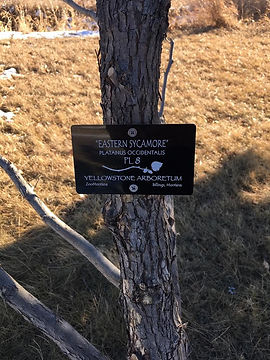 "EASTERN SYCAMORE"
PLATANUS OCCIDENTALIS
PL 8
YELLOWSTONE ARBORETUM
ZooMontana Billings, Montana